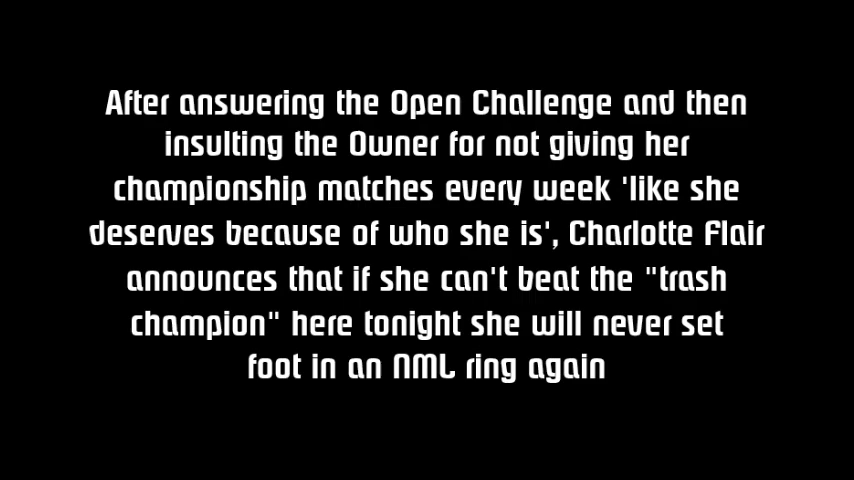 After answering the Open Challenge and then
insulting the Owner for not giving her
championship matches every week 'like she
deserves because of who she is', Charlotte Flair
announces that if she can't beat the "trash
champion" here tonight she will never set
foot in an NML ring again